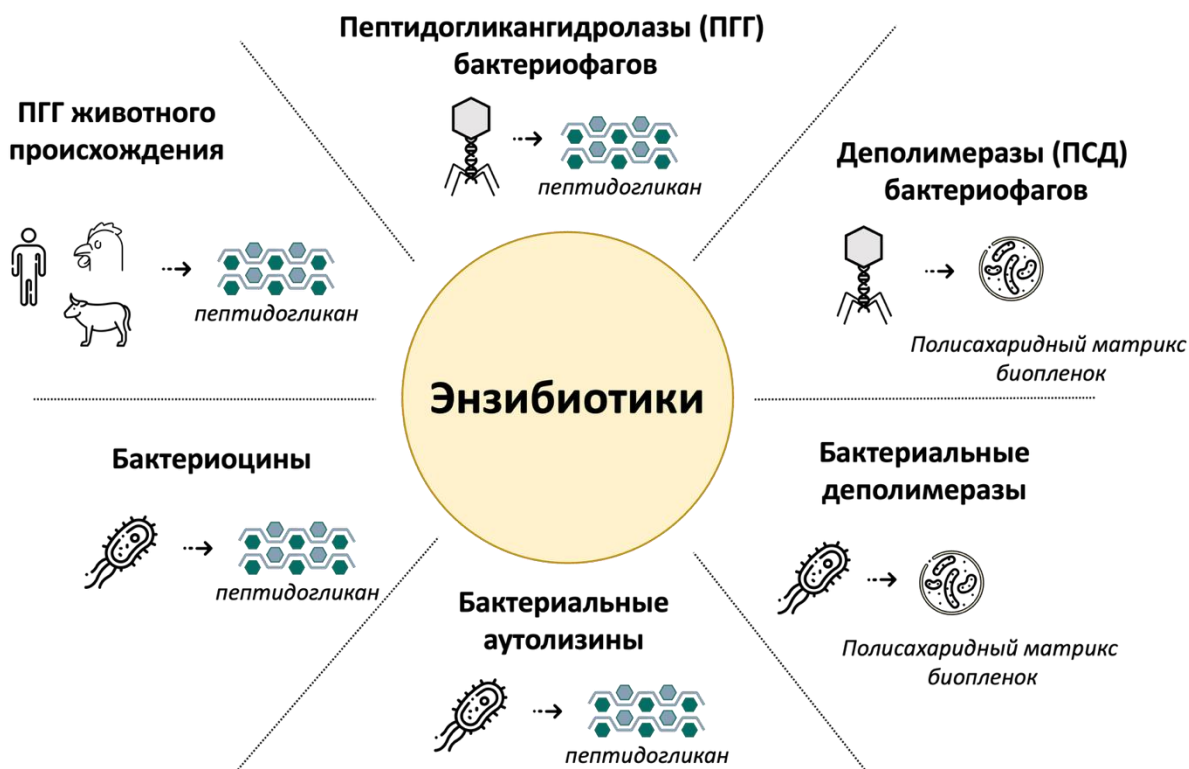 Пептидогликангидролазы (ПГГ)
бактериофагов
пептидогликан
ПГГ животного
происхождения
пептидогликан
Деполимеразы (ПСД)
бактериофагов
Полисахаридный матрикс
биопленок
Энзибиотики
Бактериоцины
пептидогликан
Бактериальные
деполимеразы
Полисахаридный матрикс
биопленок
Бактериальные
аутолизины
пептидогликан